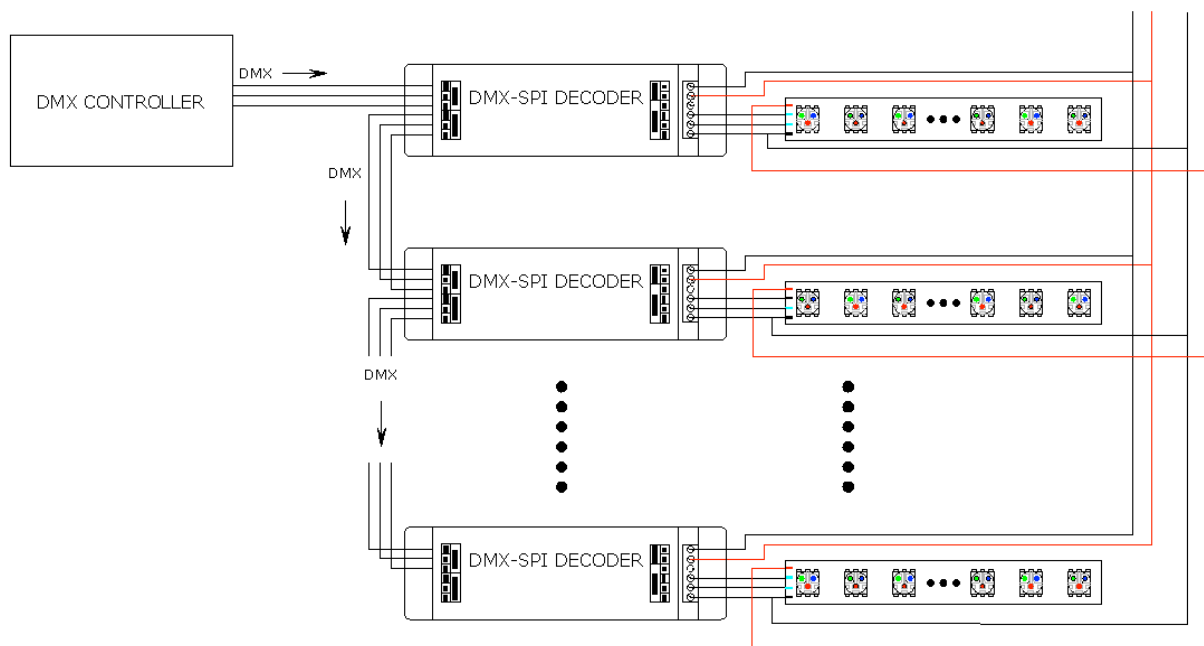 DMX
DMX CONTROLLER
DMX-SPI DECODER
DMX
DMX-SPI DECODER
DMX
DMX-SPI DECODER